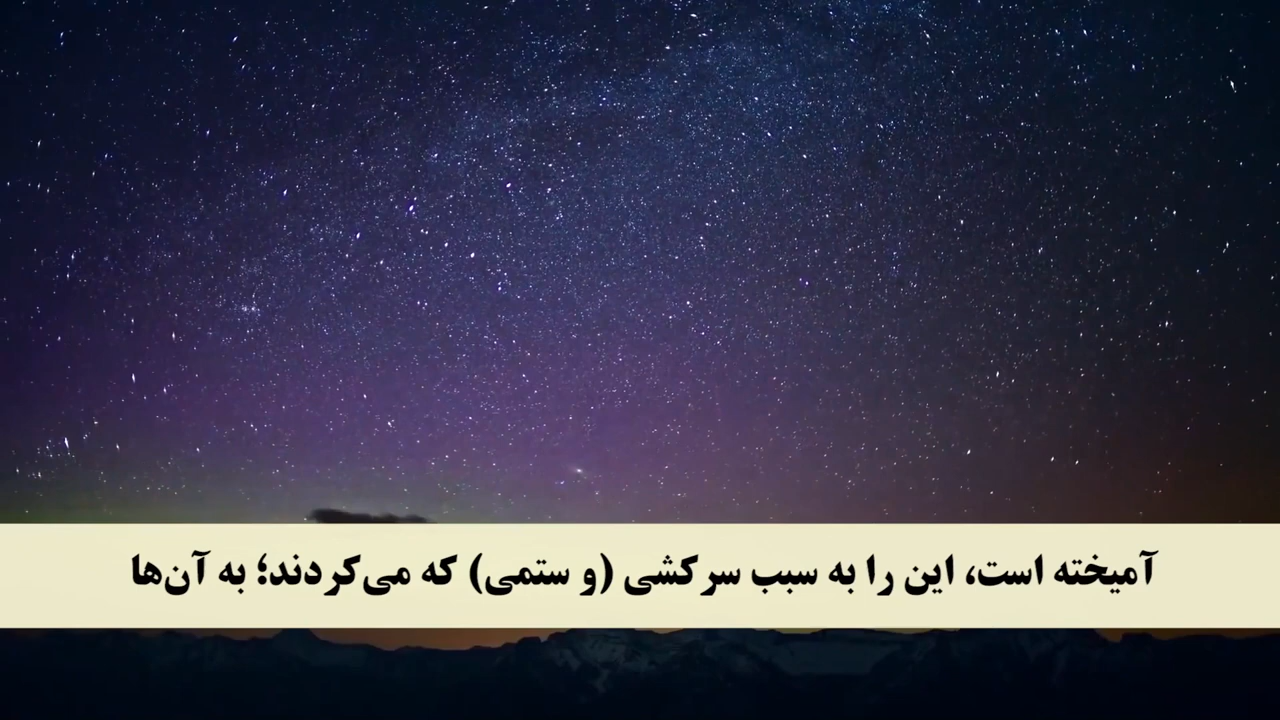 آمیخته است، این را به سبب سرکشی (و ستمی) که می‌کردند؛ به آن‌ها